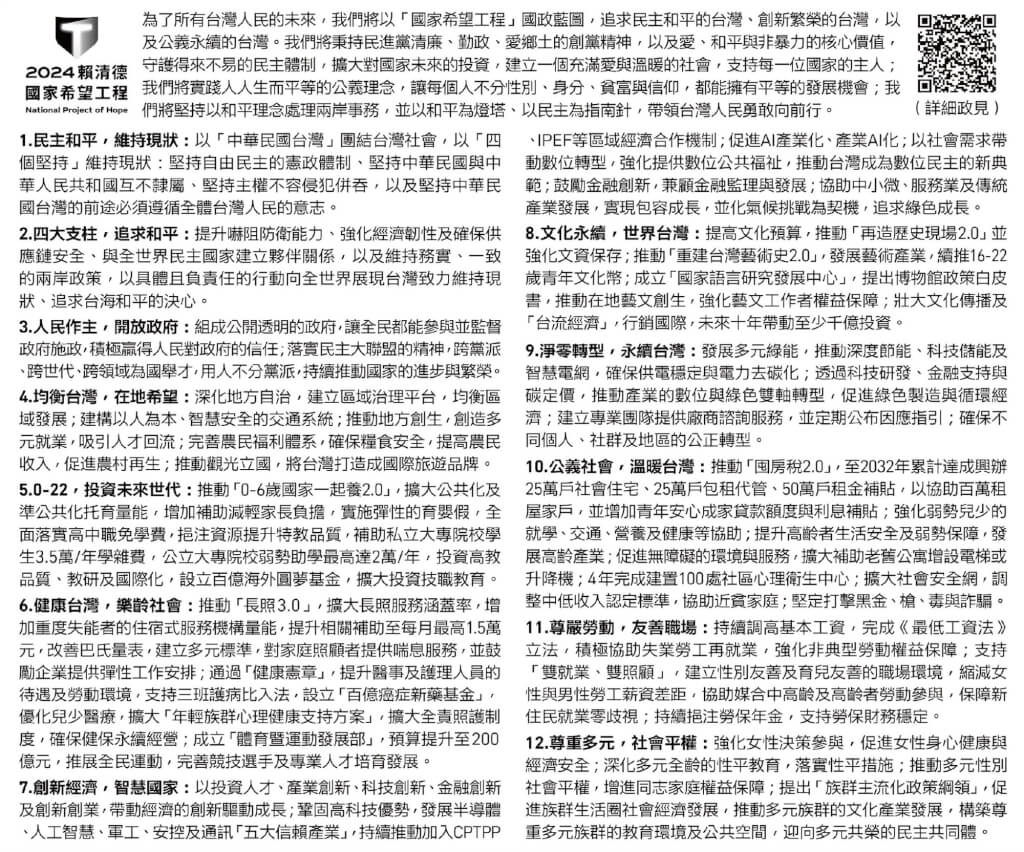 2024賴清德
國家希望工程
National Project of Hope
為了所有台灣人民的未來，我們將以「國家希望工程」國政藍圖，追求民主和平的台灣、創新繁榮的台灣，以
及公義永續的台灣。我們將秉持民進黨清廉、勤政、愛鄉土的創黨精神，以及愛、和平與非暴力的核心價值，
守護得來不易的民主體制，擴大對國家未來的投資，建立一個充滿愛與溫暖的社會，支持每一位國家的主人；
我們將實踐人人生而平等的公義理念，讓每個人不分性別、身分、貧富與信仰，都能擁有平等的發展機會；我
們將堅持以和平理念處理兩岸事務，並以和平為燈塔、以民主為指南針，帶領台灣人民勇敢向前行。
（詳細政見）
1.民主和平，維持現狀：以「中華民國台灣」團結台灣社會，以「四
個堅持」維持現狀：堅持自由民主的憲政體制、堅持中華民國與中
華人民共和國互不隸屬、堅持主權不容侵犯併吞，以及堅持中華民
國台灣的前途必須遵循全體台灣人民的意志。
2.四大支柱，追求和平：提升嚇阻防衛能力、強化經濟韌性及確保供
應鏈安全、與全世界民主國家建立夥伴關係，以及維持務實、一致
的兩岸政策，以具體且負責任的行動向全世界展現台灣致力維持現
狀、追求台海和平的決心。
3.人民作主，開放政府：組成公開透明的政府，讓全民都能參與並監督
政府施政，積極贏得人民對政府的信任；落實民主大聯盟的精神，跨黨派
、跨世代、跨領域為國舉才，用人不分黨派，持續推動國家的進步與繁榮。
4.均衡台灣，在地希望：深化地方自治，建立區域治理平台，均衡區
域發展；建構以人為本、智慧安全的交通系統；推動地方創生，創造多
元就業，吸引人才回流；完善農民福利體系，確保糧食安全，提高農民
收入，促進農村再生；推動觀光立國，將台灣打造成國際旅遊品牌。
5.0-22，投資未來世代：推動「0-6歲國家一起養2.0」，擴大公共化及
準公共化托育量能，增加補助減輕家長負擔，實施彈性的育嬰假，全
面落實高中職免學費，挹注資源提升特教品質，補助私立大專院校學
生3.5萬/年學雜費，公立大專院校弱勢助學最高達2萬/年，投資高教
品質、教研及國際化，設立百億海外圓夢基金，擴大投資技職教育。
6.健康台灣，樂齡社會：推動「長照3.0」，擴大長照服務涵蓋率，增
加重度失能者的住宿式服務機構量能，提升相關補助至每月最高1.5萬
元，改善巴氏量表，建立多元標準，對家庭照顧者提供喘息服務，並鼓
勵企業提供彈性工作安排；通過「健康憲章」，提升醫事及護理人員的
待遇及勞動環境，支持三班護病比入法，設立「百億癌症新藥基金」，
優化兒少醫療，擴大「年輕族群心理健康支持方案」，擴大全責照護制
度，確保健保永續經營；成立「體育暨運動發展部」，預算提升至200
億元，推展全民運動，完善競技選手及專業人才培育發展。
7.創新經濟，智慧國家：以投資人才、產業創新、科技創新、金融創新
及創新創業，帶動經濟的創新驅動成長；鞏固高科技優勢，發展半導體
、人工智慧、軍工、安控及通訊「五大信賴產業」，持續推動加入CPTPP
、IPEF等區域經濟合作機制；促進AI產業化、產業AI化；以社會需求帶
動數位轉型，強化提供數位公共福祉，推動台灣成為數位民主的新典
範；鼓勵金融創新，兼顧金融監理與發展；協助中小微、服務業及傳統
產業發展，實現包容成長，並化氣候挑戰為契機，追求綠色成長。
8.文化永續，世界台灣：提高文化預算，推動「再造歷史現場2.0」並
強化文資保存；推動「重建台灣藝術史2.0」，發展藝術產業，續推16-22
歲青年文化幣；成立「國家語言研究發展中心」，提出博物館政策白皮
書，推動在地藝文創生，強化藝文工作者權益保障；壯大文化傳播及
「台流經濟」，行銷國際，未來十年帶動至少千億投資。
9.淨零轉型，永續台灣：發展多元綠能，推動深度節能、科技儲能及
智慧電網，確保供電穩定與電力去碳化；透過科技研發、金融支持與
碳定價，推動產業的數位與綠色雙軸轉型，促進綠色製造與循環經
濟；建立專業團隊提供廠商諮詢服務，並定期公布因應指引；確保不
同個人、社群及地區的公正轉型。
10.公義社會，溫暖台灣：推動「囤房稅2.0」，至2032年累計達成興辦
25萬戶社會住宅、25萬戶包租代管、50萬戶租金補貼，以協助百萬租
屋家戶，並增加青年安心成家貸款額度與利息補貼；強化弱勢兒少的
就學、交通、營養及健康等協助；提升高齡者生活安全及弱勢保障，發
展高齡產業；促進無障礙的環境與服務，擴大補助老舊公寓增設電梯或
升降機；4年完成建置100處社區心理衛生中心；擴大社會安全網，調
整中低收入認定標準，協助近貧家庭；堅定打擊黑金、槍、毒與詐騙。
11.尊嚴勞動，友善職場：持續調高基本工資，完成《最低工資法》
立法，積極協助失業勞工再就業，強化非典型勞動權益保障；支持
「雙就業、雙照顧」，建立性別友善及育兒友善的職場環境，縮減女
性與男性勞工薪資差距，協助媒合中高齡及高齡者勞動參與，保障新
住民就業零歧視；持續挹注勞保年金，支持勞保財務穩定。
12.尊重多元，社會平權：強化女性決策參與，促進女性身心健康與
經濟安全；深化多元全齡的性平教育，落實性平措施；推動多元性別
社會平權，增進同志家庭權益保障；提出「族群主流化政策綱領」，促
進族群生活圈社會經濟發展，推動多元族群的文化產業發展，構築尊
重多元族群的教育環境及公共空間，迎向多元共榮的民主共同體。